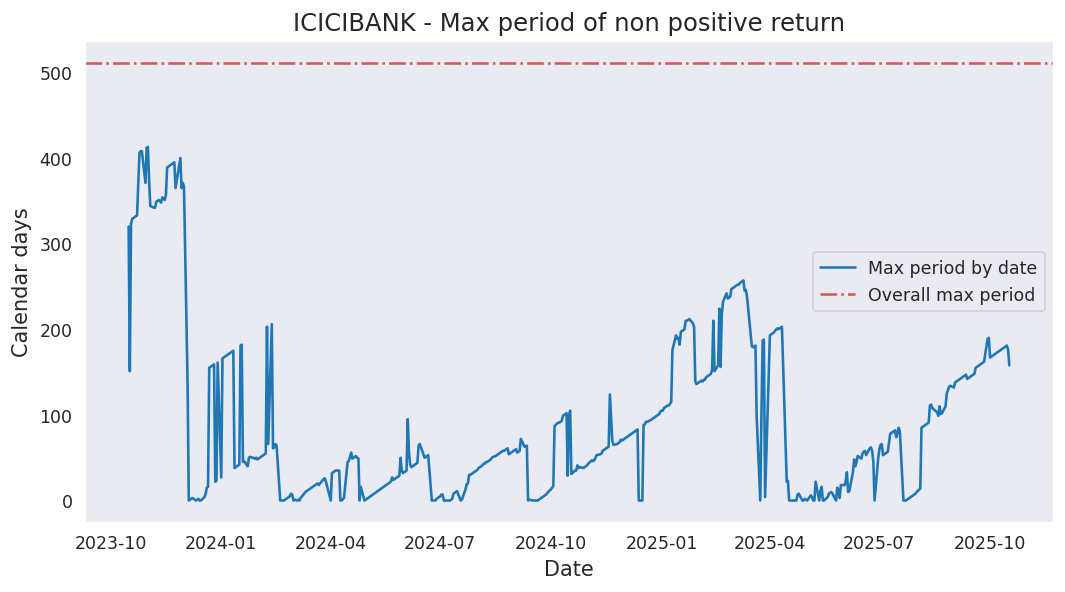 ICICIBANK - Max period of non positive return
Calendar days
500
400
300
200
100
0
Max period by date
Overall max period
2023-10 2024-01 2024-04 2024-07 2024-10 2025-01 2025-04 2025-07 2025-10
Date